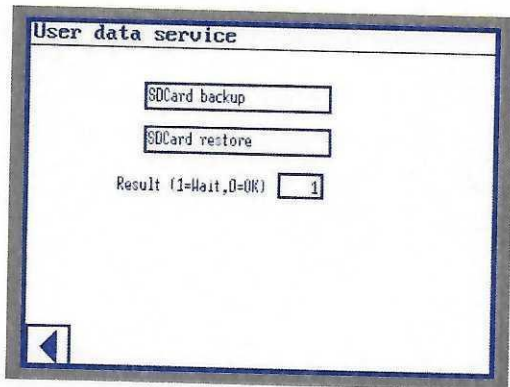 User data service
SDCard backup
SDCard restore
Result (1=Wait,0=OK) 1